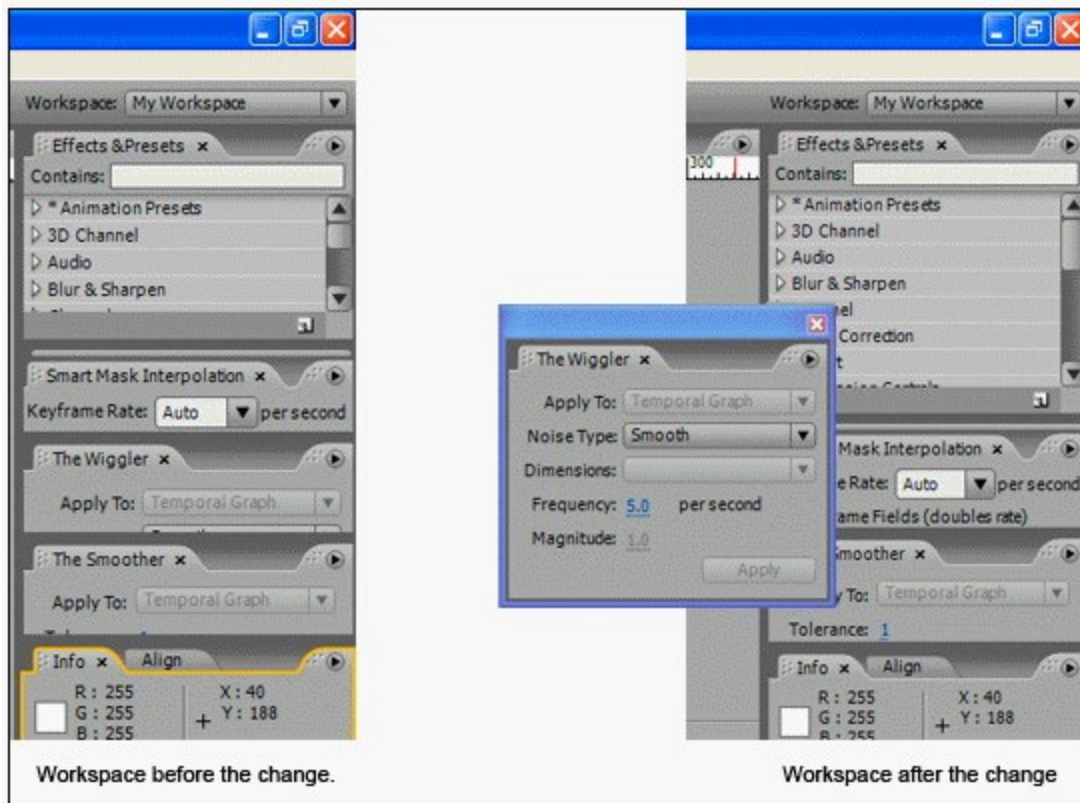 Workspace: My Workspace
Effects & Presets ×
Contains:
* Animation Presets
3D Channel
Audio
Blur & Sharpen
Smart Mask Interpolation ×
Keyframe Rate: Auto per second
The Wiggler ×
Apply To: Temporal Graph
The Smoother ×
Apply To: Temporal Graph
Info × Align
R: 255 X: 40
G: 255 Y: 188
B: 255
Workspace before the change.
The Wiggler ×
Apply To: Temporal Graph
Noise Type: Smooth
Dimensions:
Frequency: 5.0 per second
Magnitude: 1.0
Apply
300
Workspace: My Workspace
Effects & Presets ×
Contains:
* Animation Presets
3D Channel
Audio
Blur & Sharpen
Correction
Mask Interpolation ×
Rate: Auto per second
Fields (doubles rate)
To: Temporal Graph
Tolerance: 1
Info × Align
R: 255 X: 40
G: 255 Y: 188
B: 255
Workspace after the change